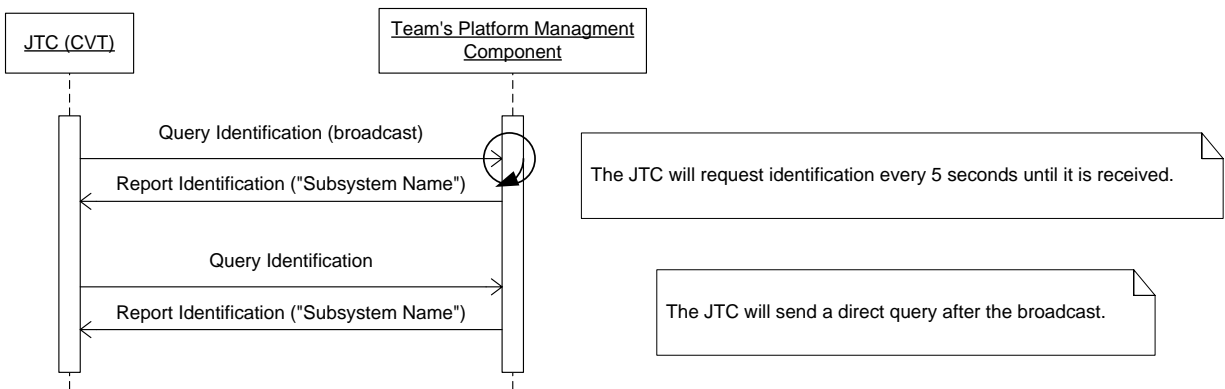 JTC (CVT)
Team's Platform Managment
Component
Query Identification (broadcast)
Report Identification ("Subsystem Name")
The JTC will request identification every 5 seconds until it is received.
Query Identification
Report Identification ("Subsystem Name")
The JTC will send a direct query after the broadcast.